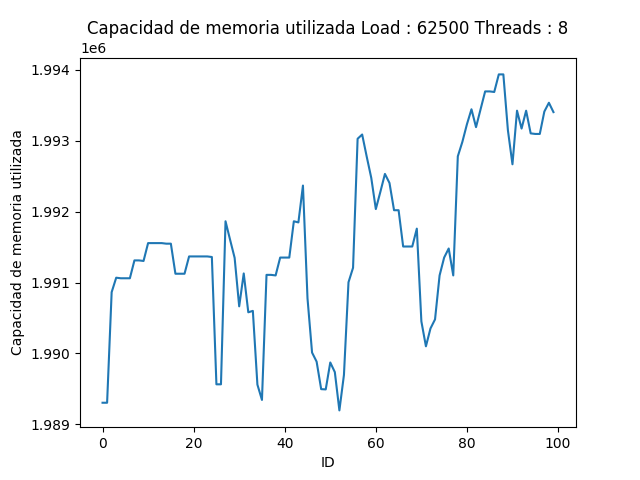 Capacidad de memoria utilizada Load : 62500 Threads : 8
1e6
1.994
1.993
1.992
1.991
1.990
1.989
Capacidad de memoria utilizada
0 20 40 60 80 100
ID